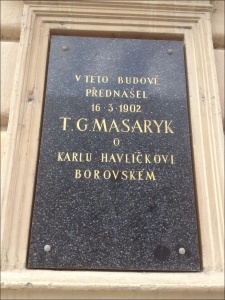 V TÉTO BUDOVĚ
PŘEDNÁŠEL
16·3·1902
T.G.MASARYK
O
KARLU HAVLÍČKOVI
BOROVSKÉM